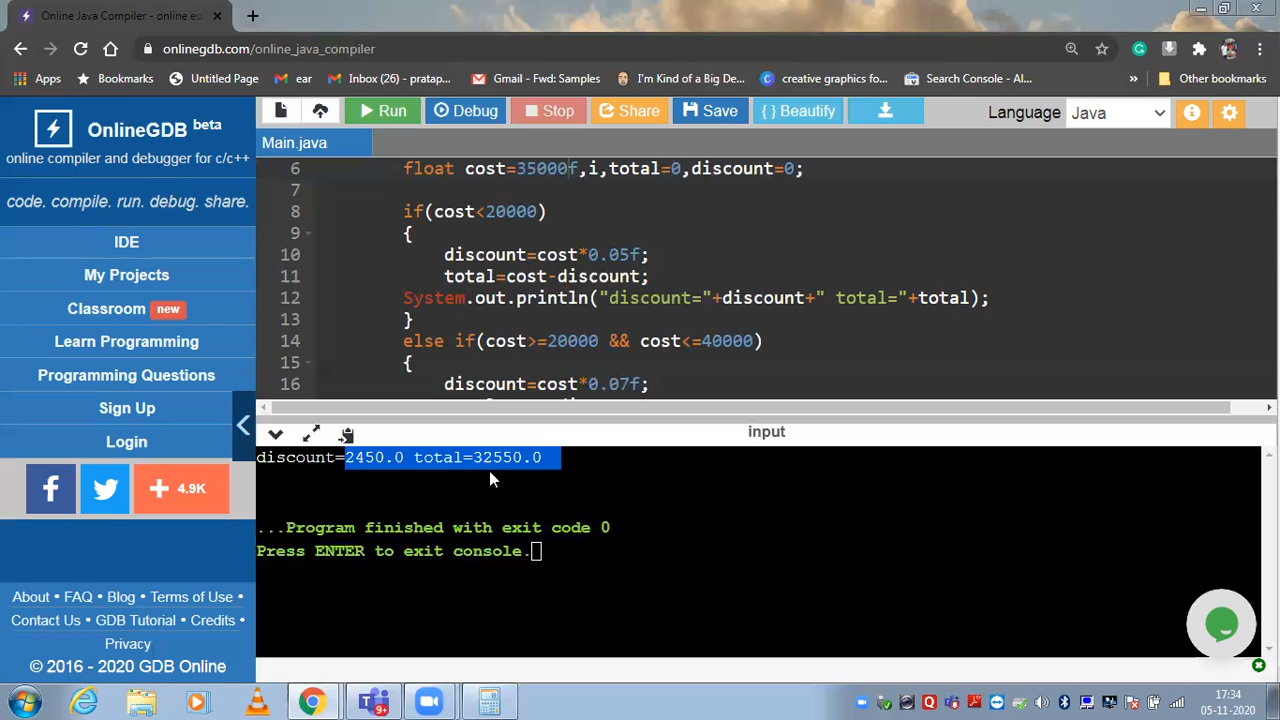 Online Java Compiler - online ed
onlinegdb.com/online_java_compiler
Apps Bookmarks Untitled Page ear Inbox (26) - pratap... Gmail - Fwd: Samples I'm Kind of a Big De... creative graphics fo... Search Console - Al... » Other bookmarks
OnlineGDB beta
online compiler and debugger for c/c++
code. compile. run. debug. share.
IDE
My Projects
Classroom new
Learn Programming
Programming Questions
Sign Up
Login
f + 4.9K
About • FAQ • Blog • Terms of Use •
Contact Us • GDB Tutorial • Credits •
Privacy
© 2016 - 2020 GDB Online
Run Debug Stop Share Save { } Beautify Language Java
Main.java
6 float cost=35000f,i,total=0,discount=0;
7
8 if(cost<20000)
9 {
10 discount=cost*0.05f;
11 total=cost-discount;
12 System.out.println("discount="+discount+" total="+total);
13 }
14 else if(cost>=20000 && cost<=40000)
15 {
16 discount=cost*0.07f;
input
discount=2450.0 total=32550.0
...Program finished with exit code 0
Press ENTER to exit console.
9+
17:34
05-11-2020